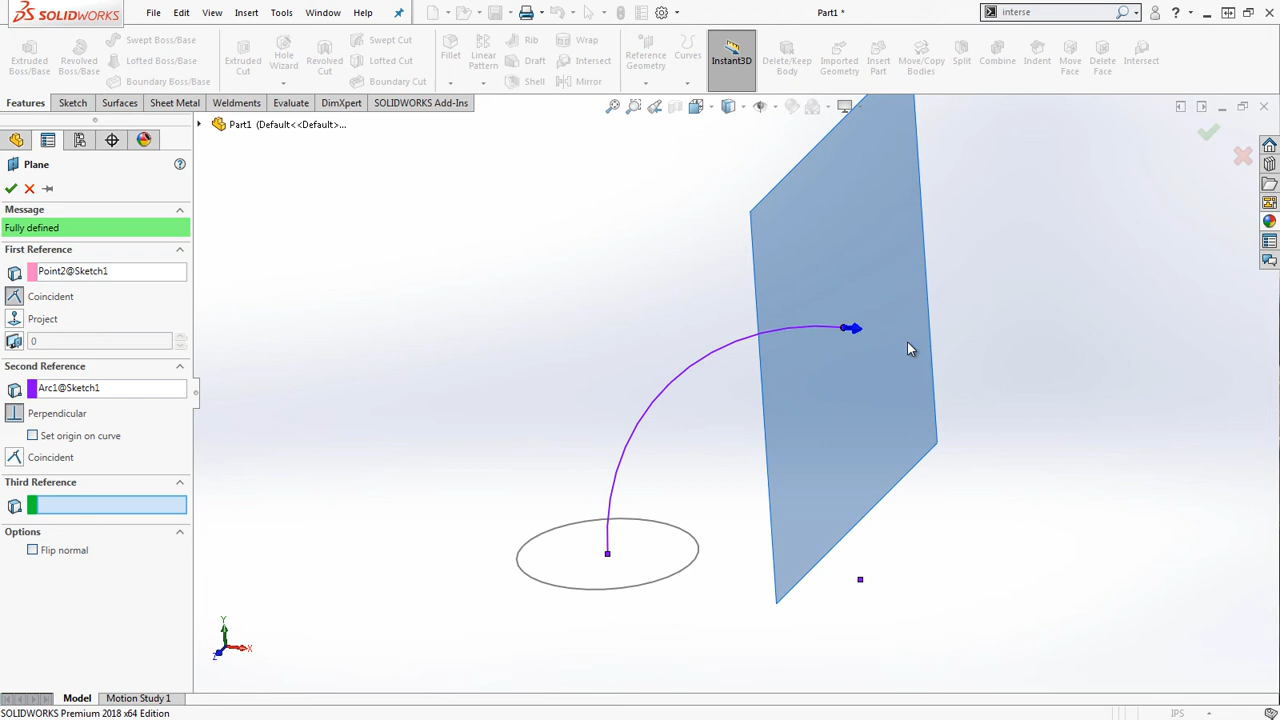 SOLIDWORKS File Edit View Insert Tools Window Help Part1 * interse
Extruded Boss/Base Revolved Boss/Base Swept Boss/Base Lofted Boss/Base Boundary Boss/Base Extruded Cut Hole Wizard Revolved Cut Swept Cut Lofted Cut Boundary Cut Fillet Linear Pattern Rib Draft Shell Wrap Intersect Mirror Reference Geometry Curves Instant3D Delete/Keep Body Imported Geometry Insert Part Move/Copy Bodies Split Combine Indent Move Face Delete Face Intersect
Features Sketch Surfaces Sheet Metal Weldments Evaluate DimXpert SOLIDWORKS Add-Ins
Part1 (Default<<Default>...
Plane
Message
Fully defined
First Reference
Point2@Sketch1
Coincident
Project
0
Second Reference
Arc1@Sketch1
Perpendicular
Set origin on curve
Coincident
Third Reference
Options
Flip normal
Y
X
Z
Model Motion Study 1
SOLIDWORKS Premium 2018 x64 Edition IPS